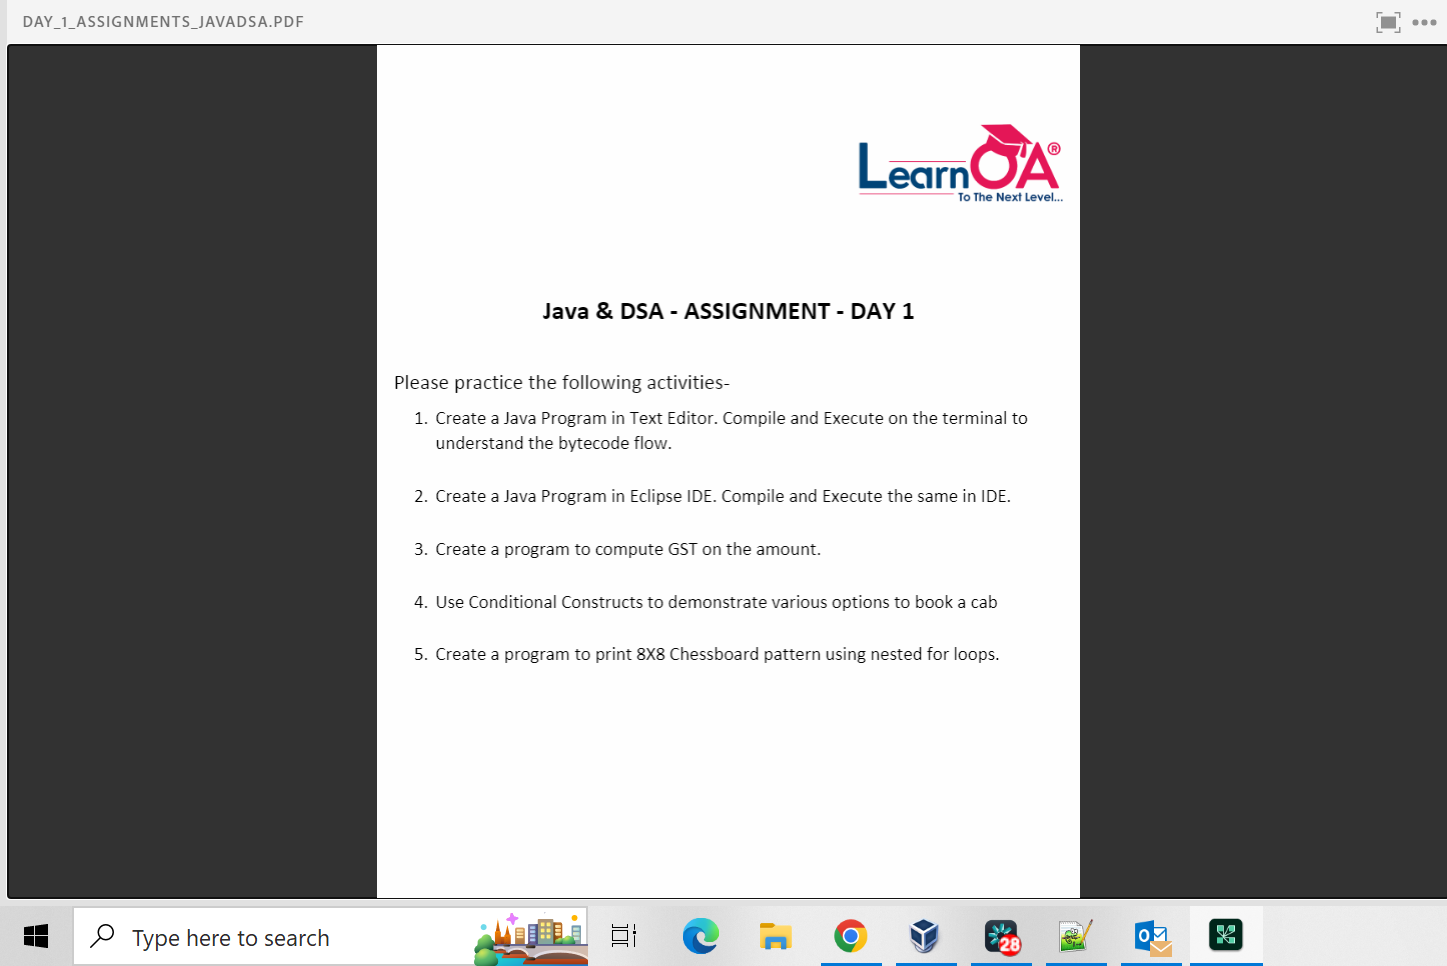 DAY_1_ASSIGNMENTS_JAVADSA.PDF
LearnOA®
To The Next Level...
Java & DSA - ASSIGNMENT - DAY 1
Please practice the following activities-
1. Create a Java Program in Text Editor. Compile and Execute on the terminal to
understand the bytecode flow.
2. Create a Java Program in Eclipse IDE. Compile and Execute the same in IDE.
3. Create a program to compute GST on the amount.
4. Use Conditional Constructs to demonstrate various options to book a cab
5. Create a program to print 8X8 Chessboard pattern using nested for loops.
Type here to search
28